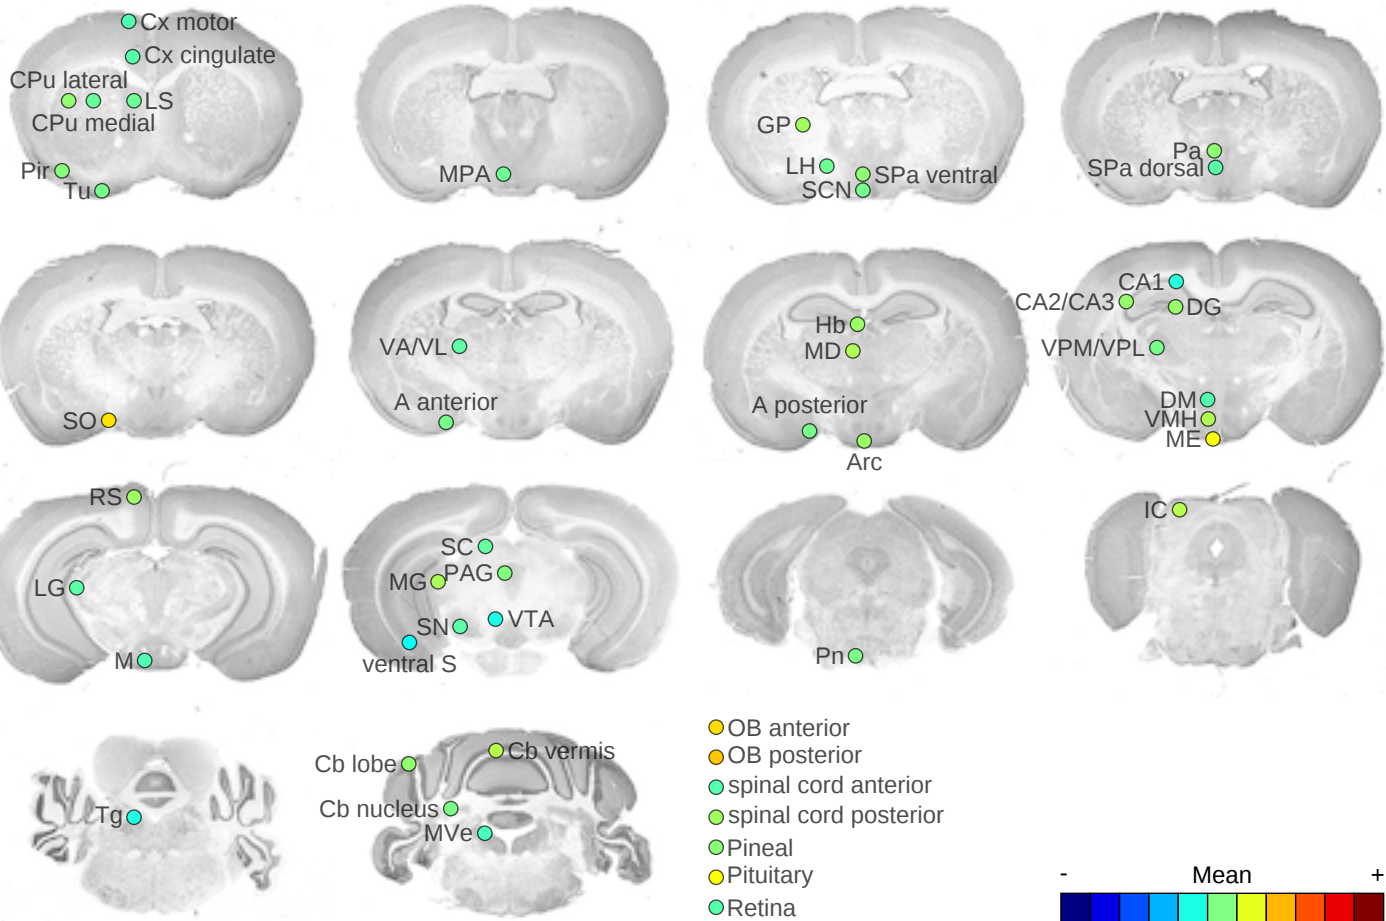 Cx motor
Cx cingulate
CPu lateral
LS
CPu medial
Pir
Tu
MPA
GP
LH
SPa ventral
SCN
Pa
SPa dorsal
SO
VA/VL
A anterior
Hb
MD
A posterior
Arc
CA1
CA2/CA3
DG
VPM/VPL
DM
VMH
ME
RS
LG
M
SC
MG
PAG
SN
VTA
ventral S
Pn
IC
Tg
Cb lobe
Cb vermis
Cb nucleus
MVe
OB anterior
OB posterior
spinal cord anterior
spinal cord posterior
Pineal
Pituitary
Retina
- Mean +